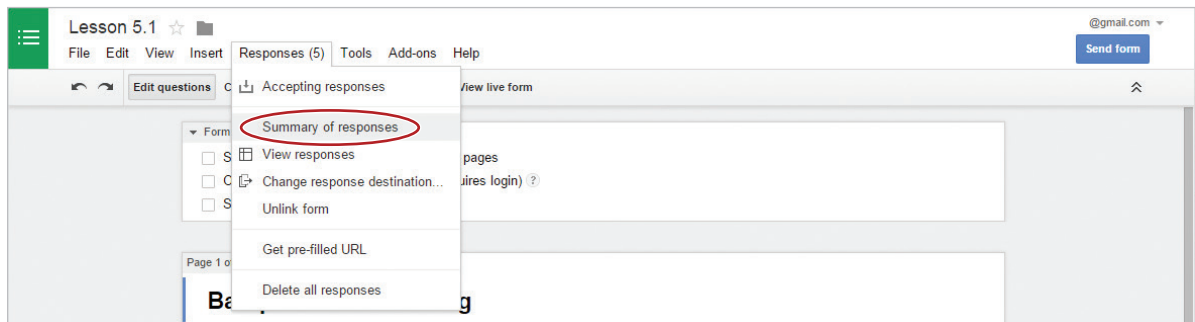 Lesson 5.1
@gmail.com
File Edit View Insert Responses (5) Tools Add-ons Help
Send form
Edit questions
Accepting responses
View live form
Summary of responses
Form
View responses
pages
Change response destination...
login) ?
Unlink form
Get pre-filled URL
Page 1
Delete all responses